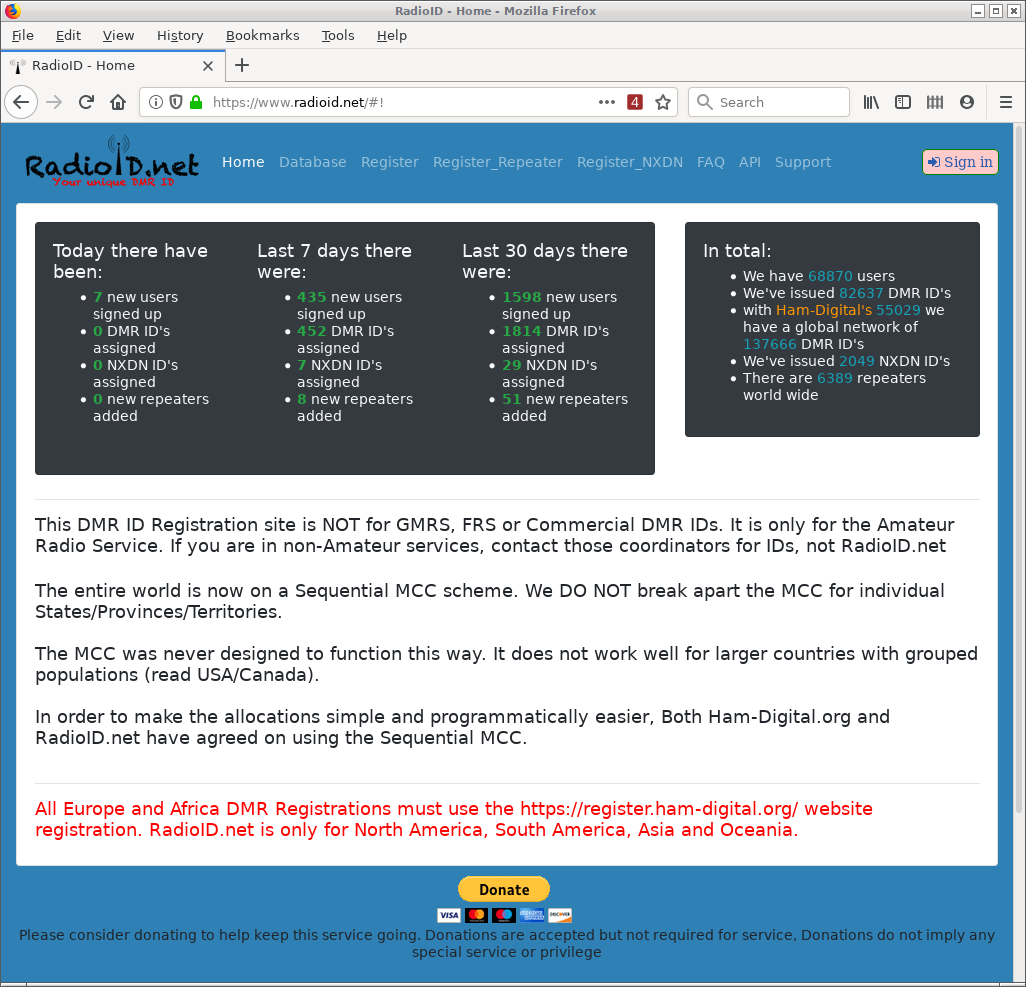 RadioID - Home - Mozilla Firefox
File Edit View History Bookmarks Tools Help
RadioID - Home
https://www.radioid.net/#!
4
Search
RadioID.net
Your unique DMR ID
Home Database Register Register_Repeater Register_NXDN FAQ API Support
Sign in
Today there have
been:
7 new users
signed up
0 DMR ID's
assigned
0 NXDN ID's
assigned
0 new repeaters
added
Last 7 days there
were:
435 new users
signed up
452 DMR ID's
assigned
7 NXDN ID's
assigned
8 new repeaters
added
Last 30 days there
were:
1598 new users
signed up
1814 DMR ID's
assigned
29 NXDN ID's
assigned
51 new repeaters
added
In total:
We have 68870 users
We've issued 82637 DMR ID's
with Ham-Digital's 55029 we
have a global network of
137666 DMR ID's
We've issued 2049 NXDN ID's
There are 6389 repeaters
world wide
This DMR ID Registration site is NOT for GMRS, FRS or Commercial DMR IDs. It is only for the Amateur
Radio Service. If you are in non-Amateur services, contact those coordinators for IDs, not RadioID.net
The entire world is now on a Sequential MCC scheme. We DO NOT break apart the MCC for individual
States/Provinces/Territories.
The MCC was never designed to function this way. It does not work well for larger countries with grouped
populations (read USA/Canada).
In order to make the allocations simple and programmatically easier, Both Ham-Digital.org and
RadioID.net have agreed on using the Sequential MCC.
All Europe and Africa DMR Registrations must use the https://register.ham-digital.org/ website
registration. RadioID.net is only for North America, South America, Asia and Oceania.
Donate
VISA DISCOVER
Please consider donating to help keep this service going. Donations are accepted but not required for service, Donations do not imply any
special service or privilege